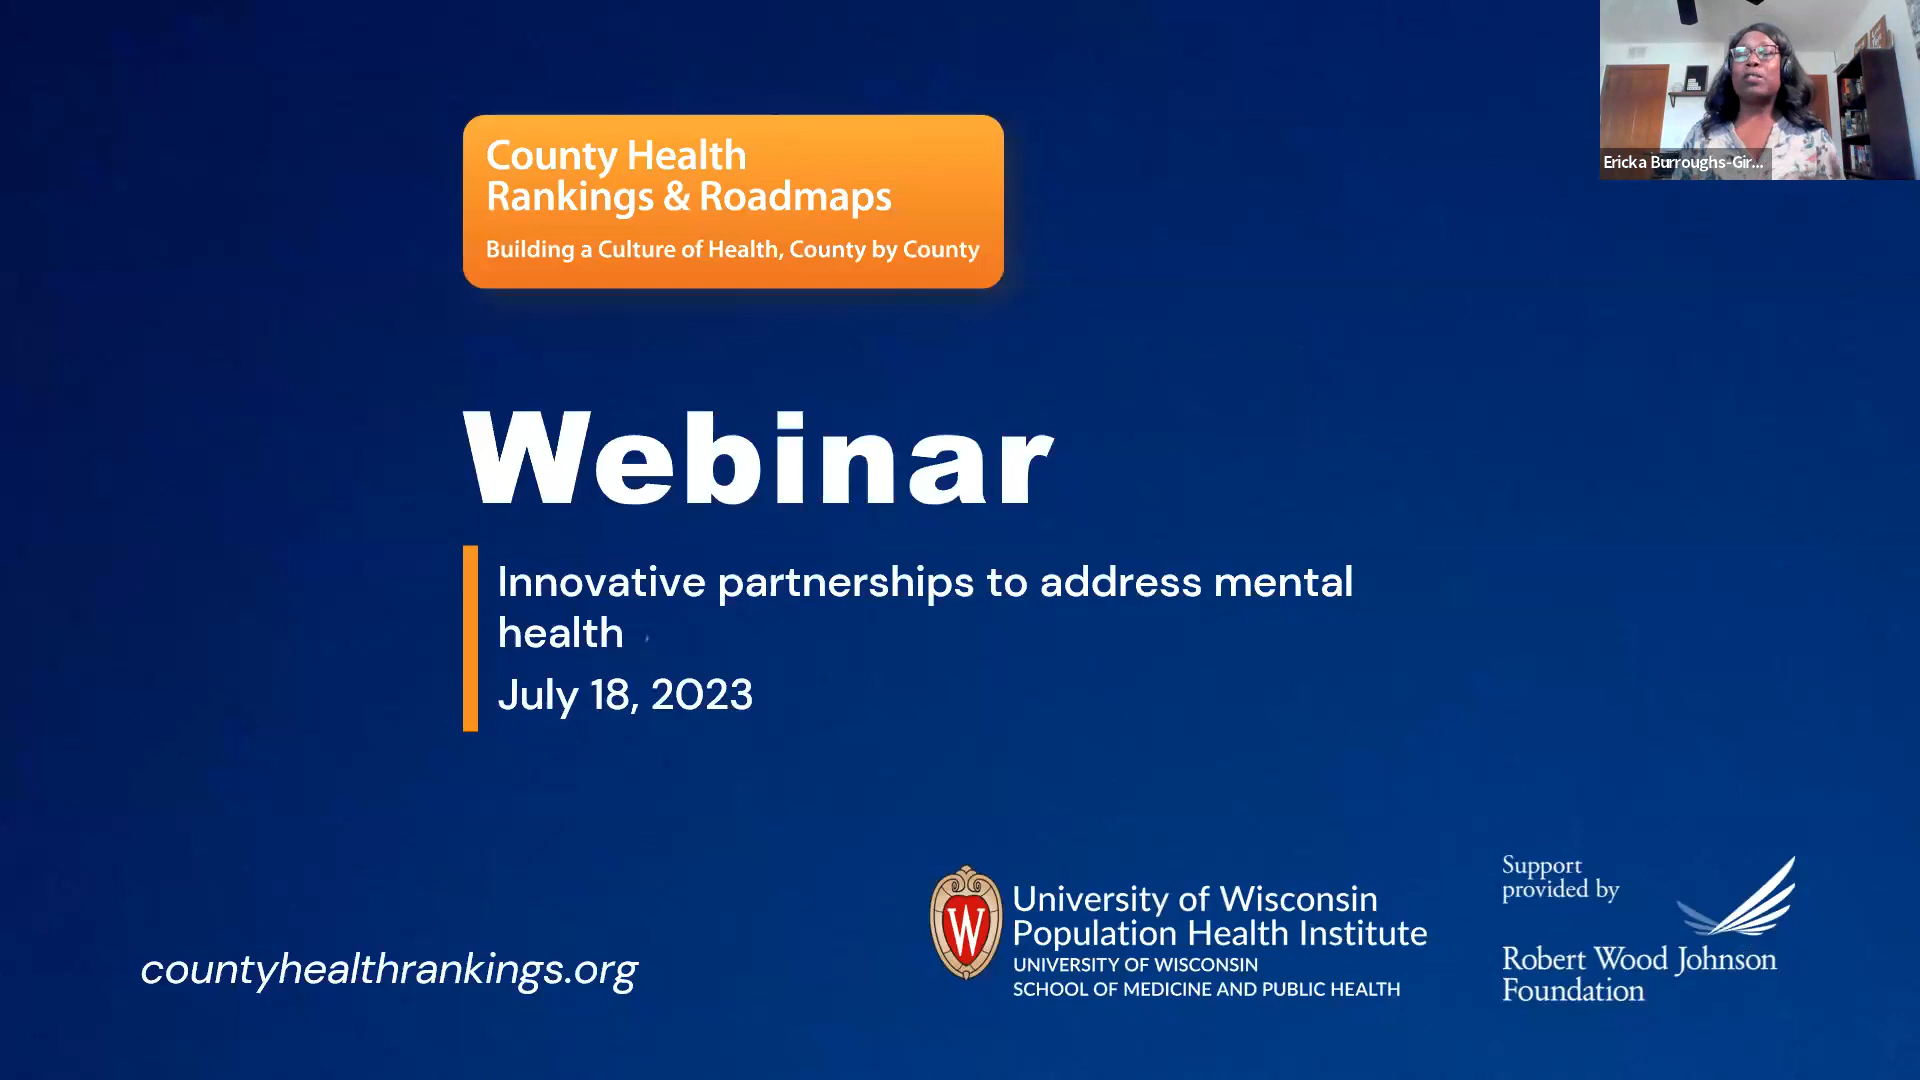 County Health
Rankings & Roadmaps
Building a Culture of Health, County by County
Ericka Burroughs-Gir...
Webinar
Innovative partnerships to address mental
health
July 18, 2023
countyhealthrankings.org
W
University of Wisconsin
Population Health Institute
UNIVERSITY OF WISCONSIN
SCHOOL OF MEDICINE AND PUBLIC HEALTH
Support
provided by
Robert Wood Johnson
Foundation